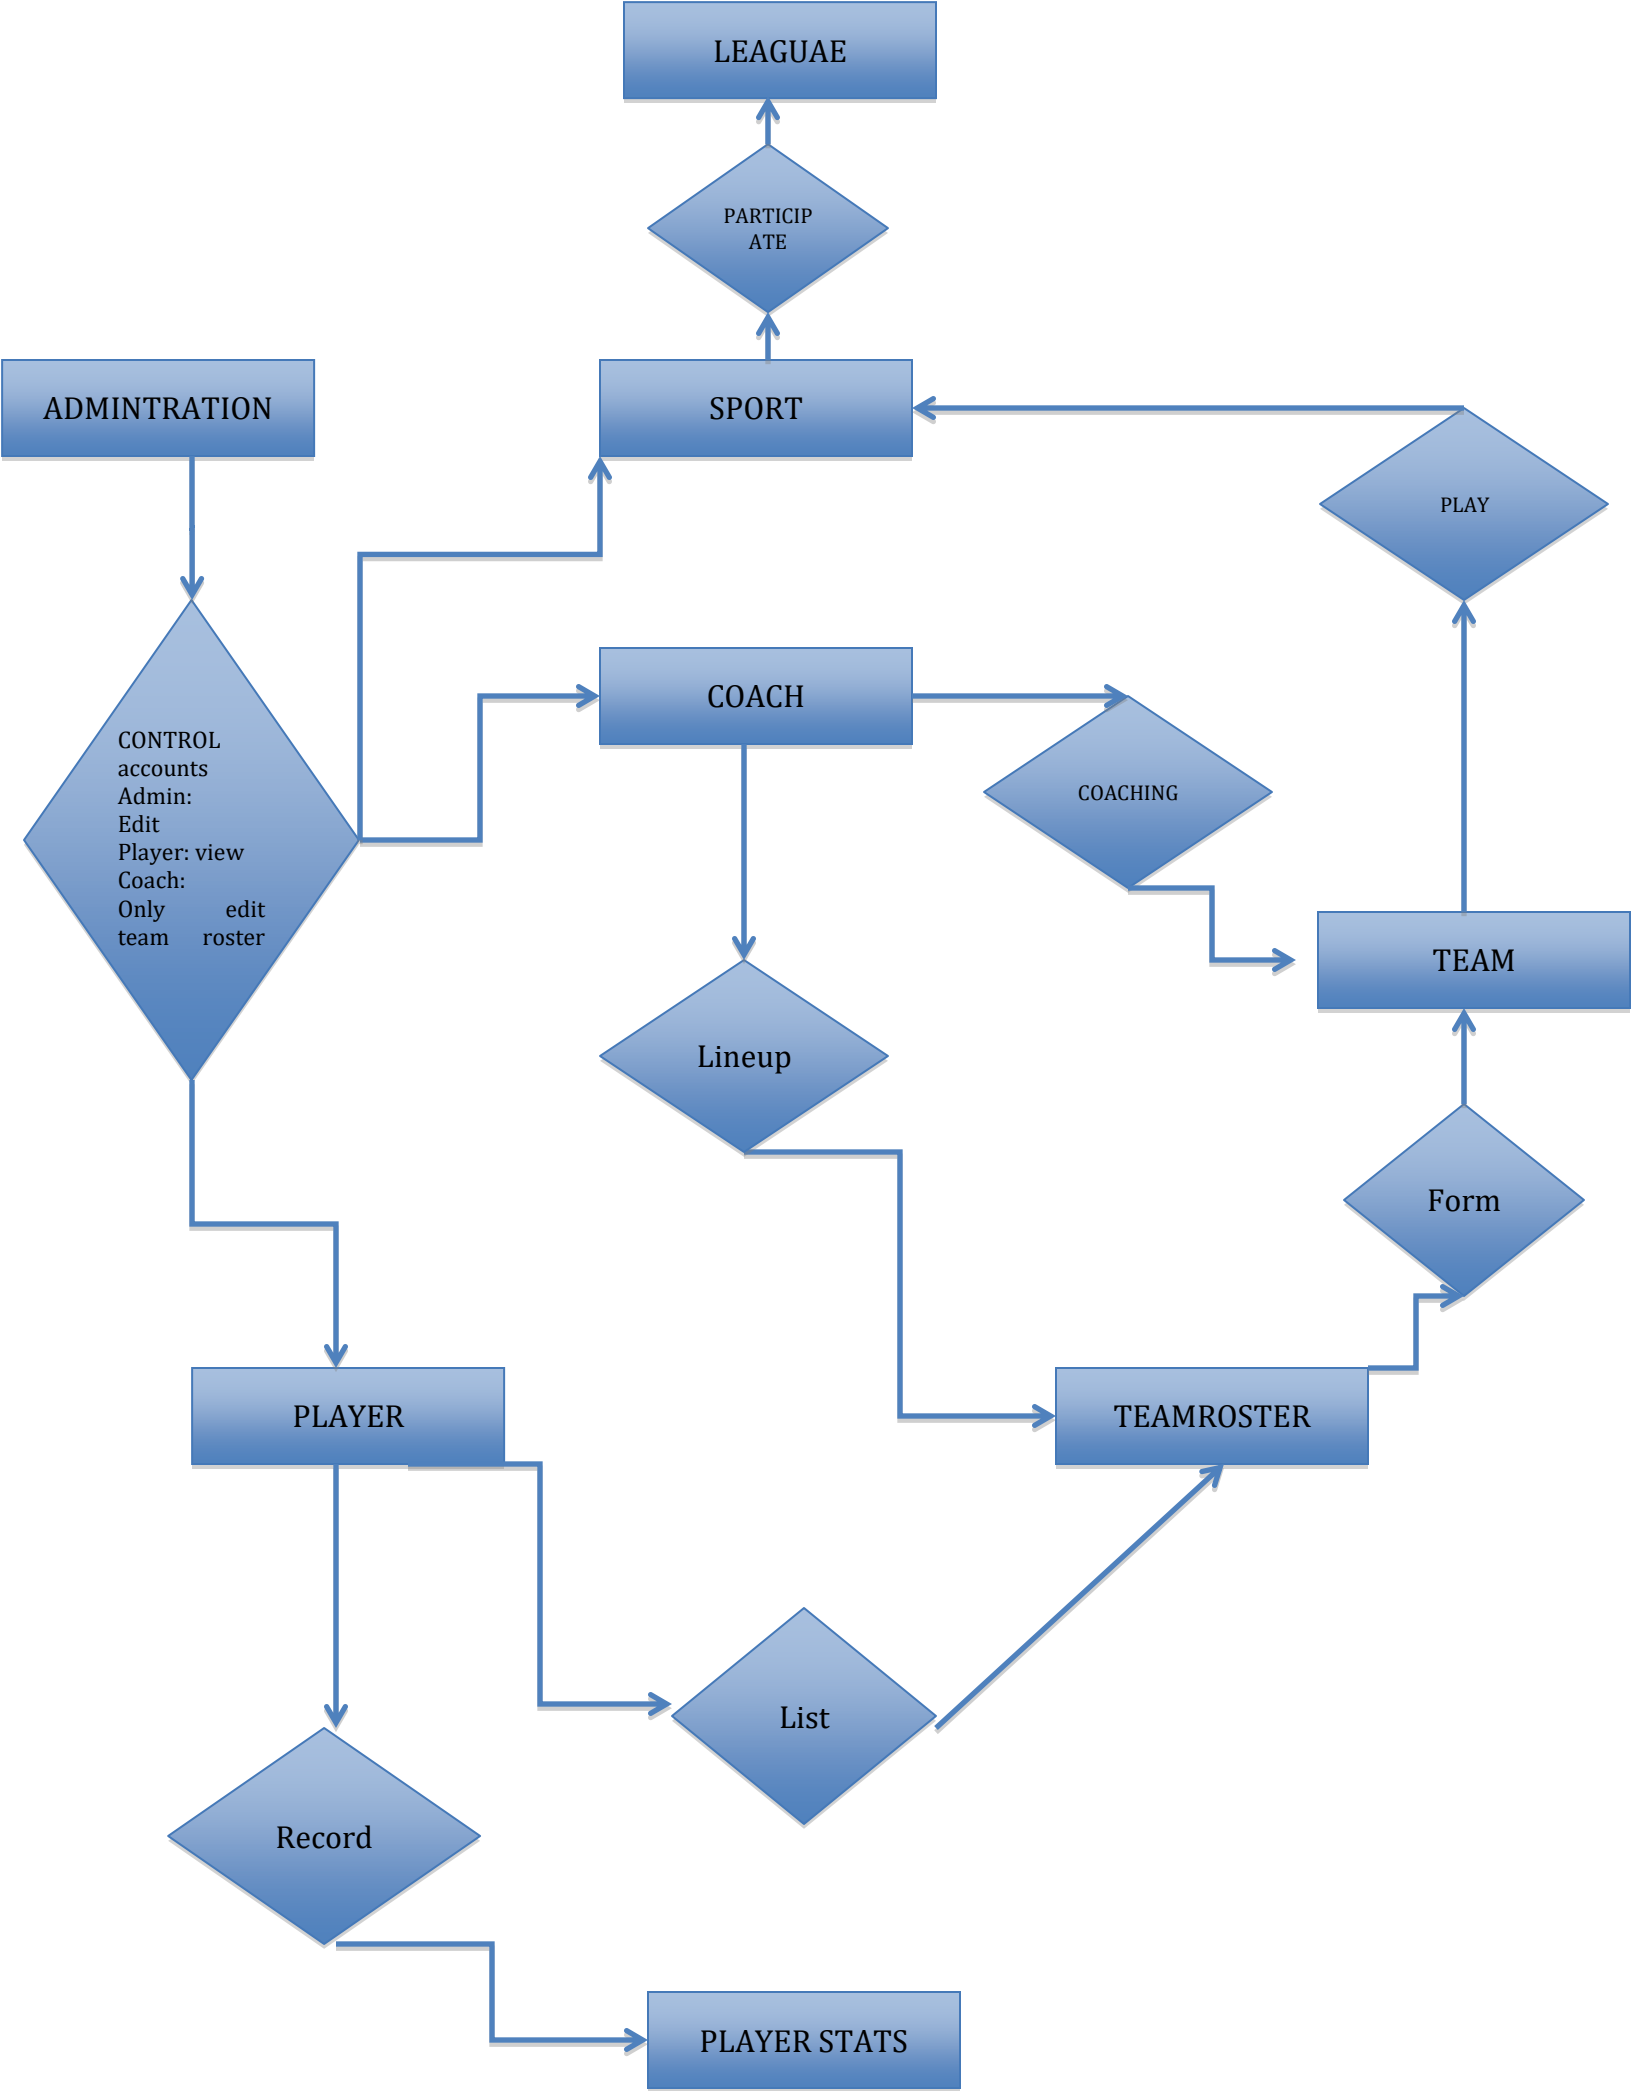 LEAGUAE
PARTICIP
ATE
ADMINTRATION
SPORT
PLAY
COACH
CONTROL
accounts
Admin:
Edit
Player: view
Coach:
Only edit
team roster
COACHING
TEAM
Lineup
Form
PLAYER
TEAMROSTER
List
Record
PLAYER STATS